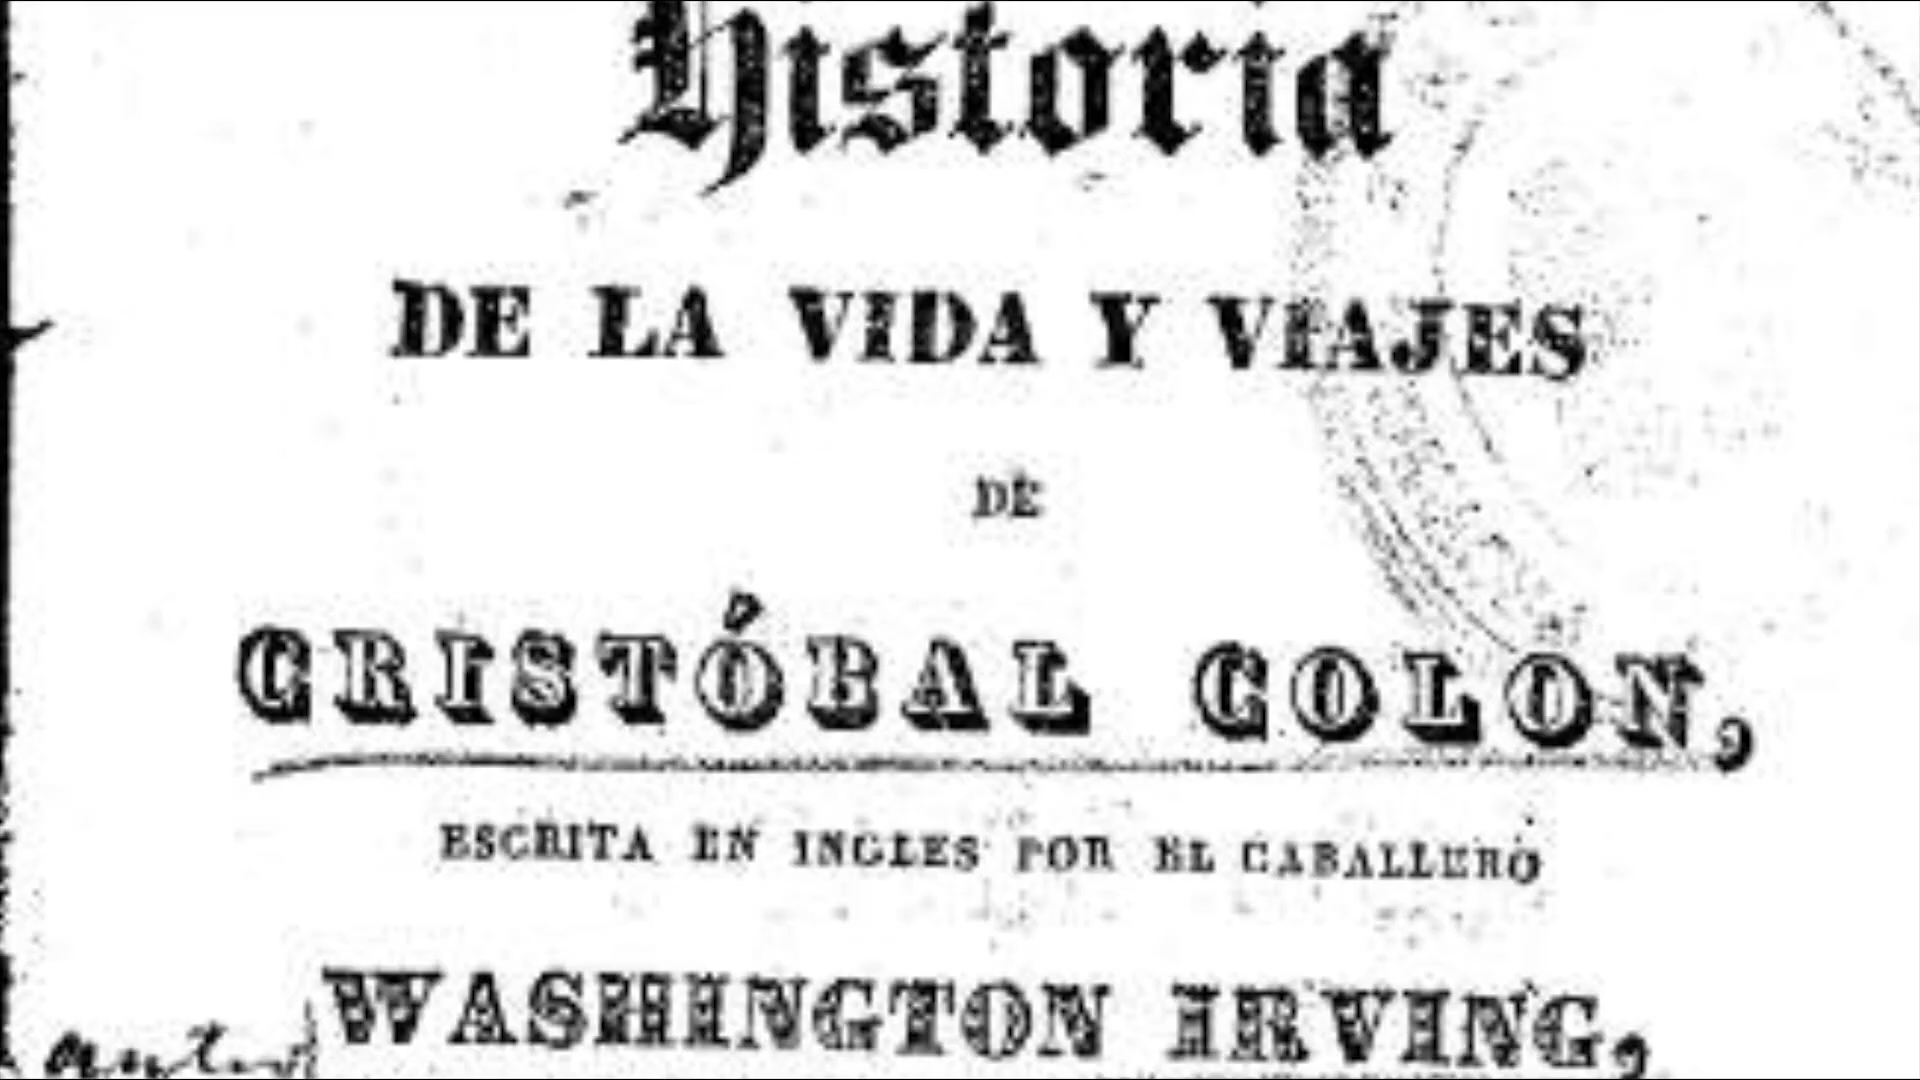 Historia
DE LA VIDA Y VIAJES
DE
CRISTÓBAL COLON,
ESCRITA EN INGLES POR EL CABALLERO
WASHINGTON IRVING,